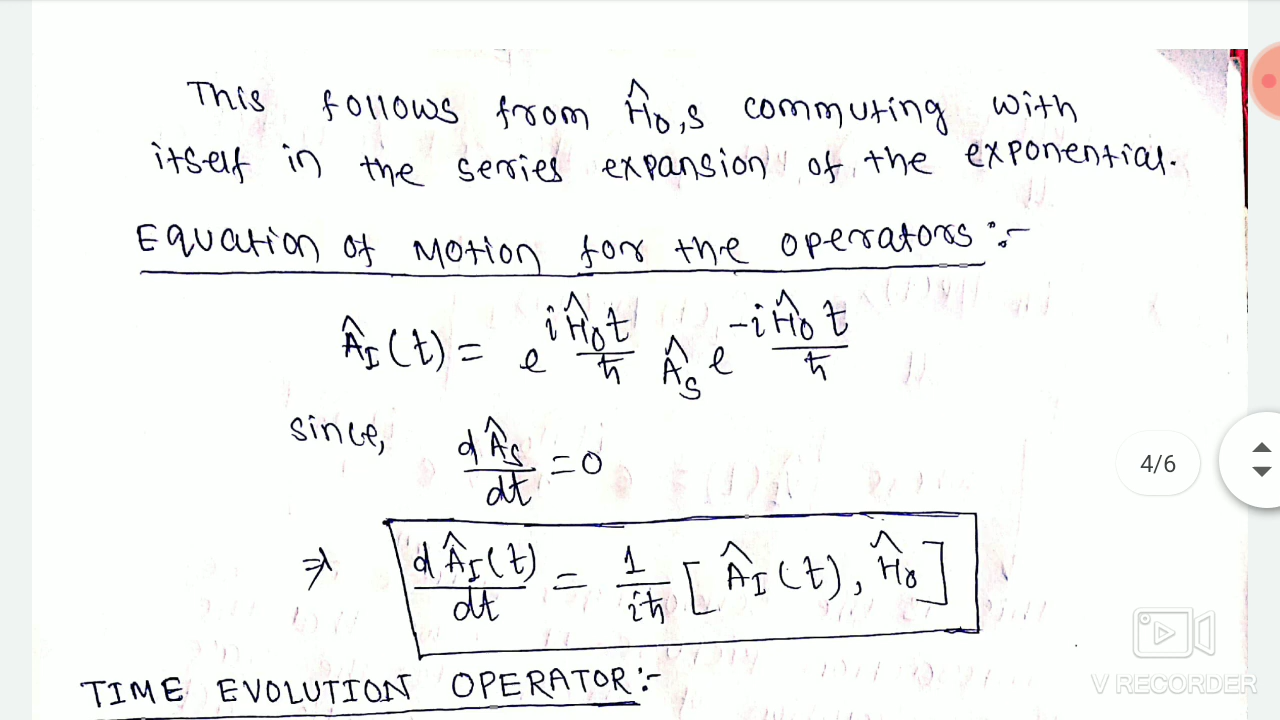 This follows from Ĥ₀,s commuting with
itself in the series expansion of the exponential.
Equation of Motion for the operators :-
Â_I(t) = e^{iĤ₀t/ħ} Â_S e^{-iĤ₀t/ħ}
since, dÂ_S/dt = 0
⇒ dÂ_I(t)/dt = 1/iħ [Â_I(t), Ĥ₀]
4/6
TIME EVOLUTION OPERATOR:-
V RECORDER